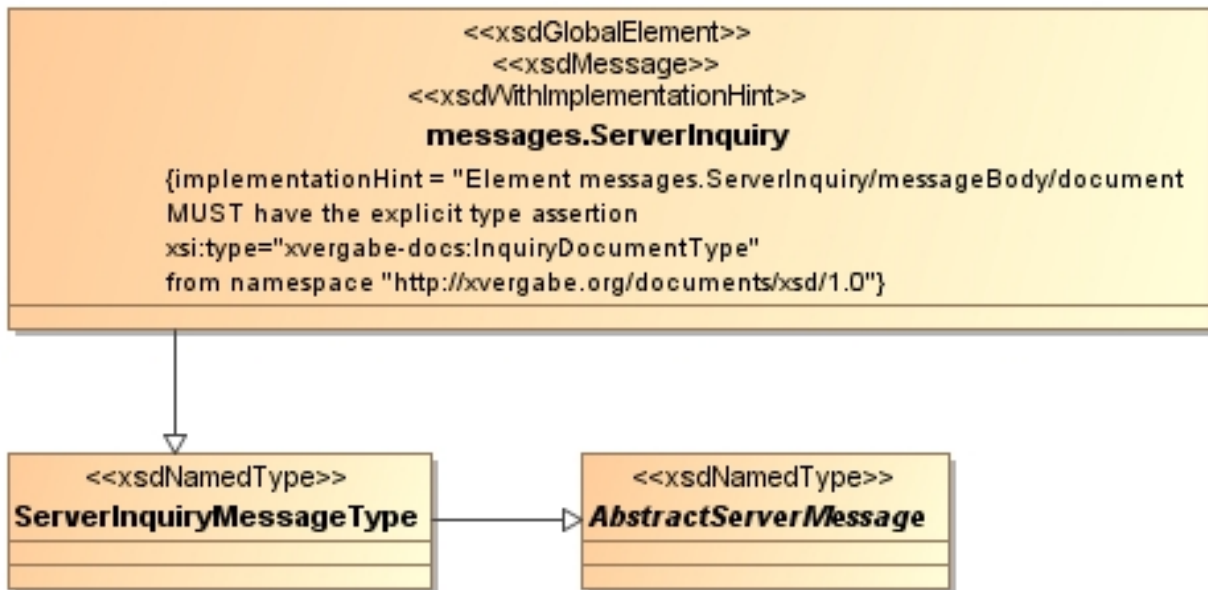 <<xsdGlobalElement>>
<<xsdMessage>>
<<xsdWithImplementationHint>>
messages.ServerInquiry
{implementationHint = "Element messages.ServerInquiry/messageBody/document
MUST have the explicit type assertion
xsi:type="xvergabe-docs:InquiryDocumentType"
from namespace "http://xvergabe.org/documents/xsd/1.0"}
<<xsdNamedType>>
ServerInquiryMessageType
<<xsdNamedType>>
AbstractServerMessage